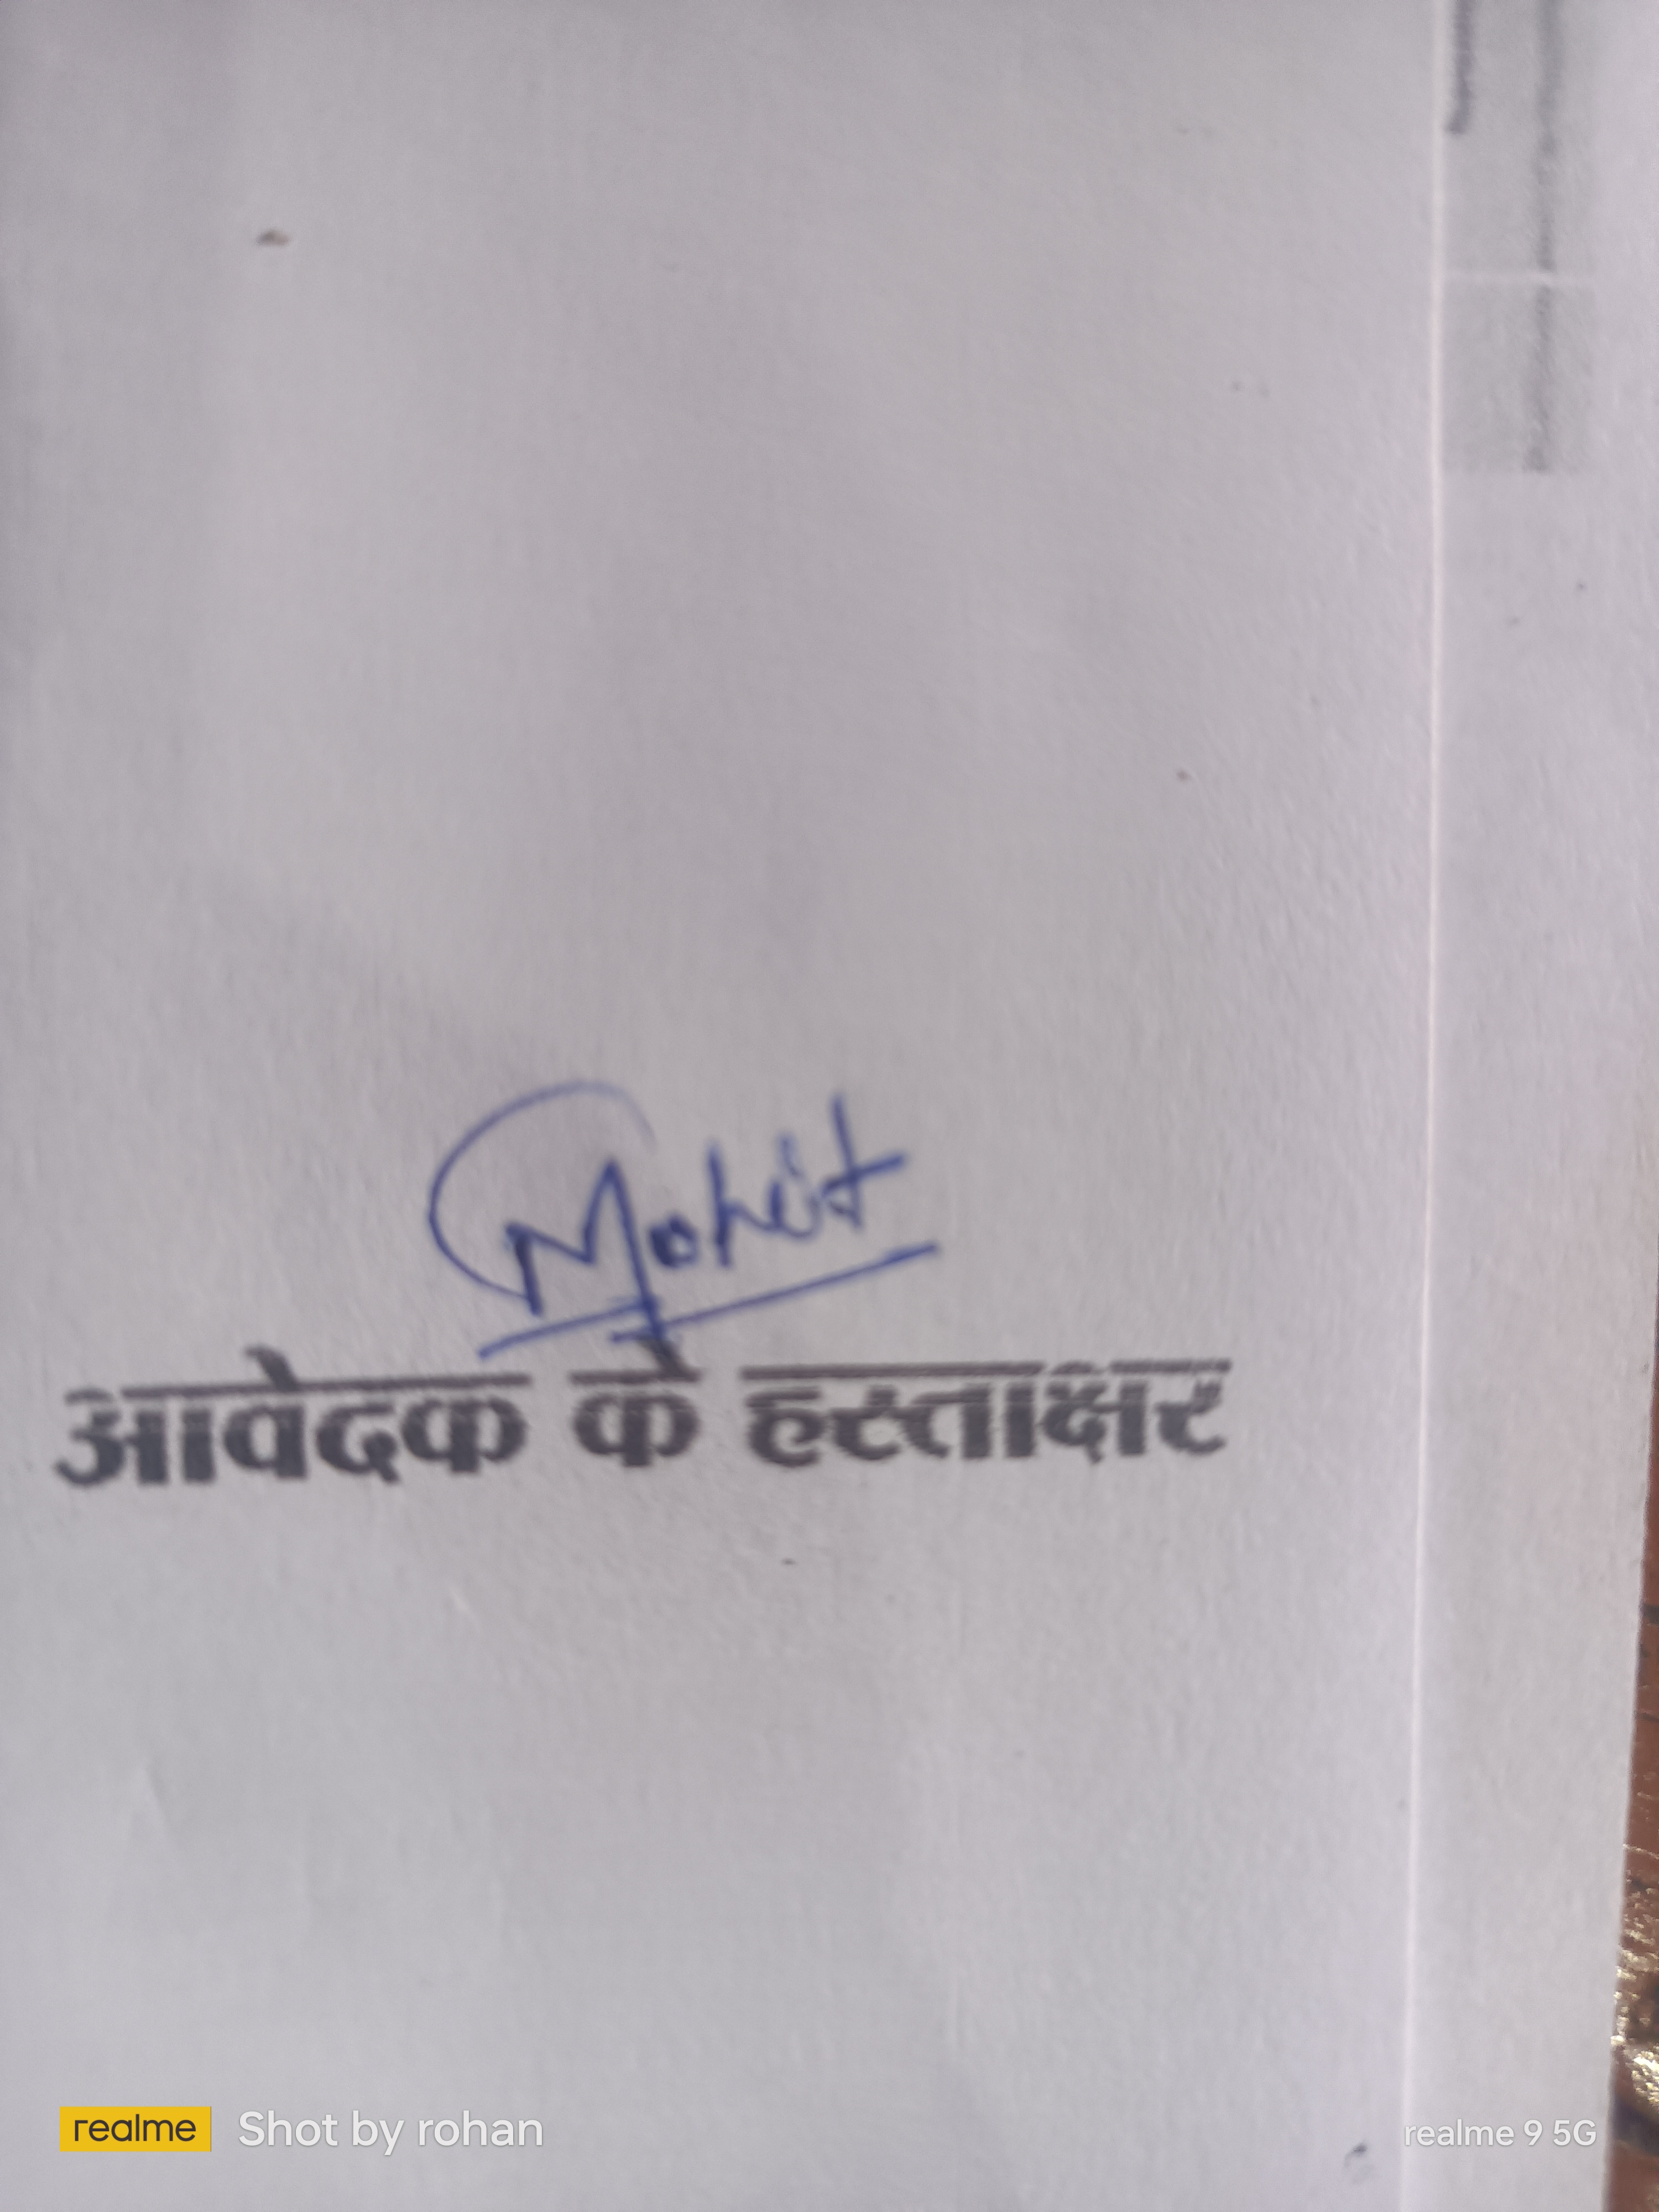 Mohit
आवेदक के हस्ताक्षर
realme Shot by rohan
realme 9 5G